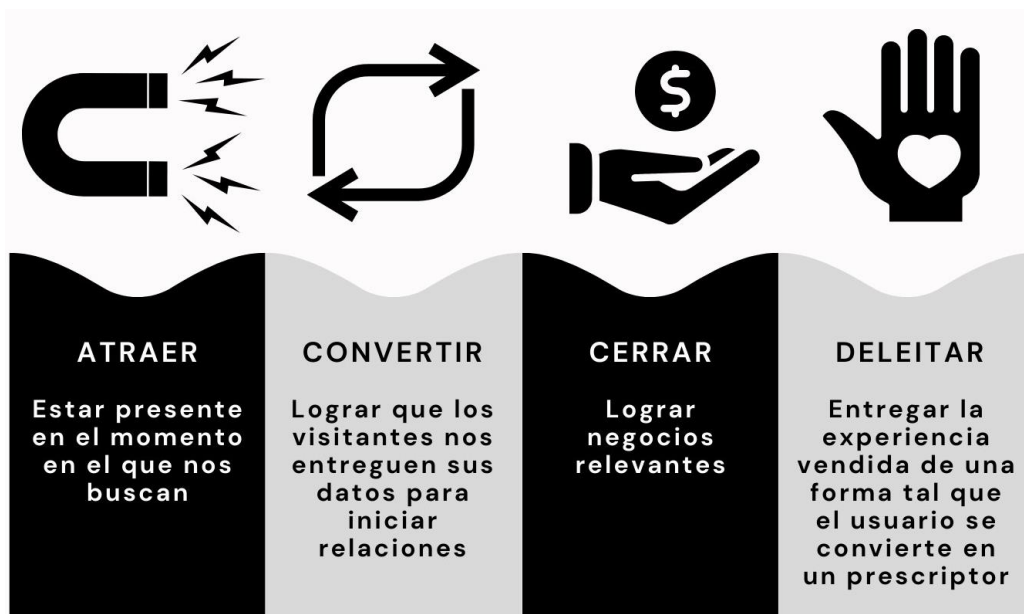 $
ATRAER
Estar presente
en el momento
en el que nos
buscan
CONVERTIR
Lograr que los
visitantes nos
entreguen sus
datos para
iniciar
relaciones
CERRAR
Lograr
negocios
relevantes
DELEITAR
Entregar la
experiencia
vendida de una
forma tal que
el usuario se
convierte en
un prescriptor